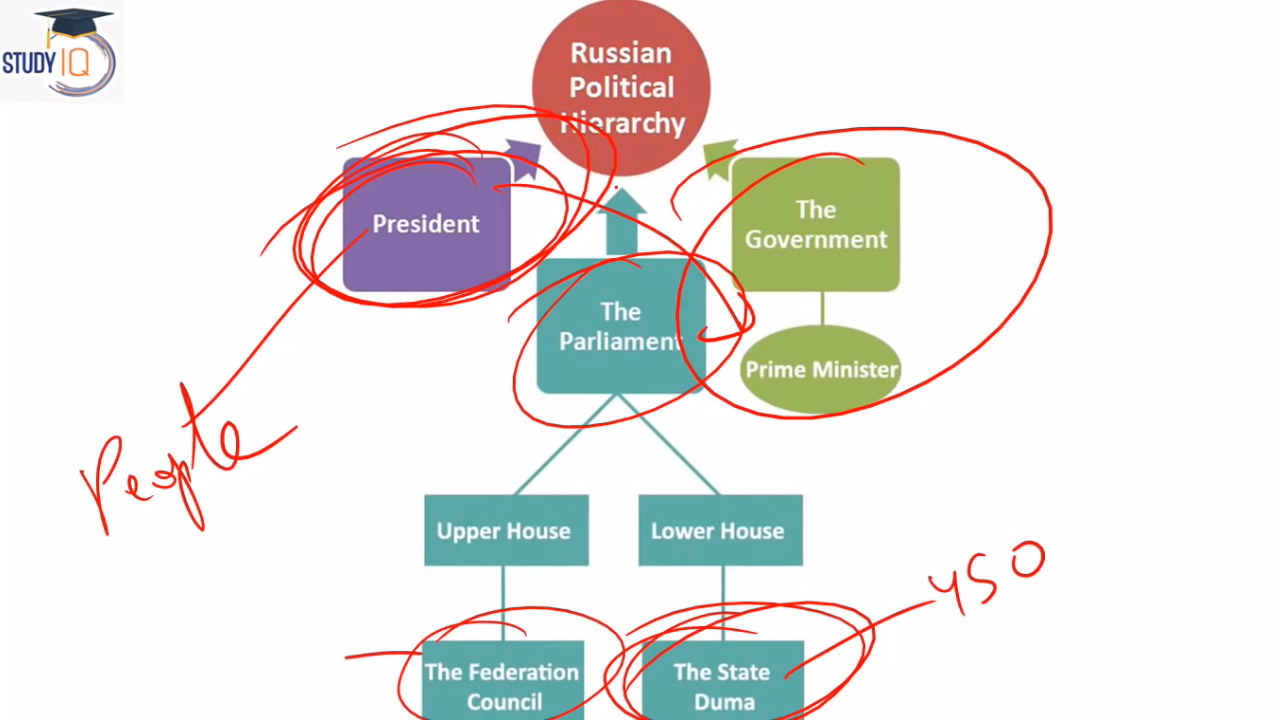 STUDY IQ
Russian
Political
Hierarchy
President
The
Government
The
Parliament
Prime Minister
People
Upper House
Lower House
450
The Federation
Council
The State
Duma